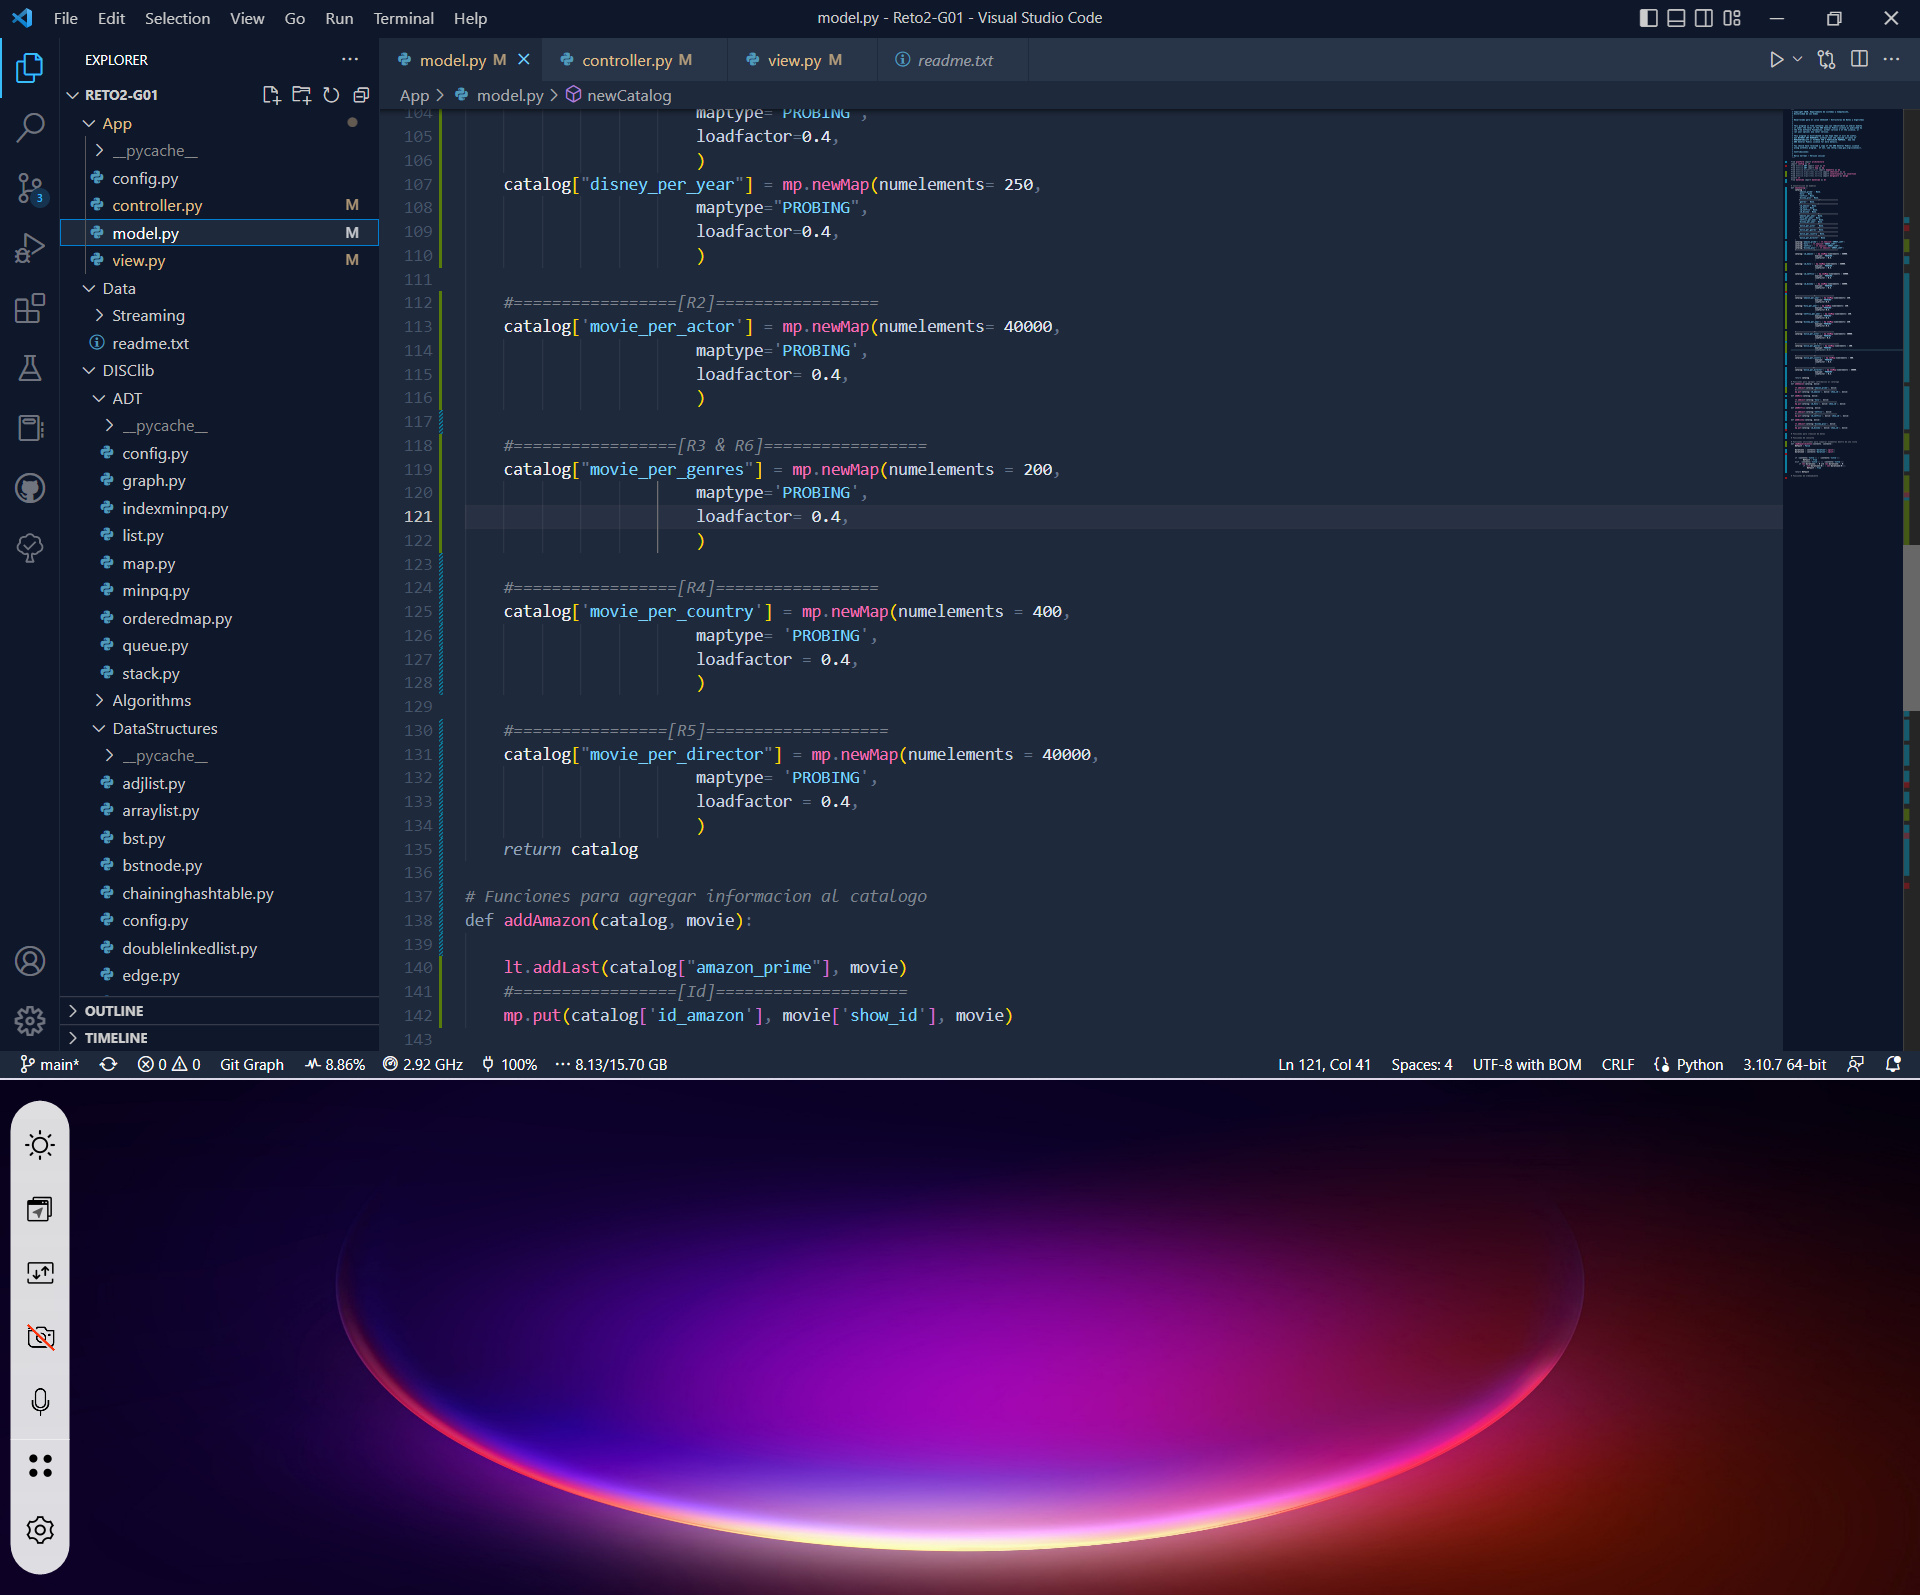 File Edit Selection View Go Run Terminal Help
model.py - Reto2-G01 - Visual Studio Code
EXPLORER
RETO2-G01
App
__pycache__
config.py
controller.py M
model.py M
view.py M
Data
Streaming
readme.txt
DISClib
ADT
__pycache__
config.py
graph.py
indexminpq.py
list.py
map.py
minpq.py
orderedmap.py
queue.py
stack.py
Algorithms
DataStructures
__pycache__
adjlist.py
arraylist.py
bst.py
bstnode.py
chaininghashtable.py
config.py
doublelinkedlist.py
edge.py
OUTLINE
TIMELINE
3
model.py M controller.py M view.py M readme.txt
App > model.py > newCatalog
104 maptype="PROBING",
105 loadfactor=0.4,
106 )
107 catalog["disney_per_year"] = mp.newMap(numelements= 250,
108 maptype="PROBING",
109 loadfactor=0.4,
110 )
111
112 #=================[R2]=================
113 catalog['movie_per_actor'] = mp.newMap(numelements= 40000,
114 maptype='PROBING',
115 loadfactor= 0.4,
116 )
117
118 #=================[R3 & R6]=================
119 catalog["movie_per_genres"] = mp.newMap(numelements = 200,
120 maptype='PROBING',
121 loadfactor= 0.4,
122 )
123
124 #=================[R4]=================
125 catalog['movie_per_country'] = mp.newMap(numelements = 400,
126 maptype= 'PROBING',
127 loadfactor = 0.4,
128 )
129
130 #================[R5]===================
131 catalog["movie_per_director"] = mp.newMap(numelements = 40000,
132 maptype= 'PROBING',
133 loadfactor = 0.4,
134 )
135 return catalog
136
137 # Funciones para agregar informacion al catalogo
138 def addAmazon(catalog, movie):
139
140 lt.addLast(catalog["amazon_prime"], movie)
141 #=================[Id]====================
142 mp.put(catalog['id_amazon'], movie['show_id'], movie)
143
main* 0 0 Git Graph 8.86% 2.92 GHz 100% 8.13/15.70 GB
Ln 121, Col 41 Spaces: 4 UTF-8 with BOM CRLF Python 3.10.7 64-bit